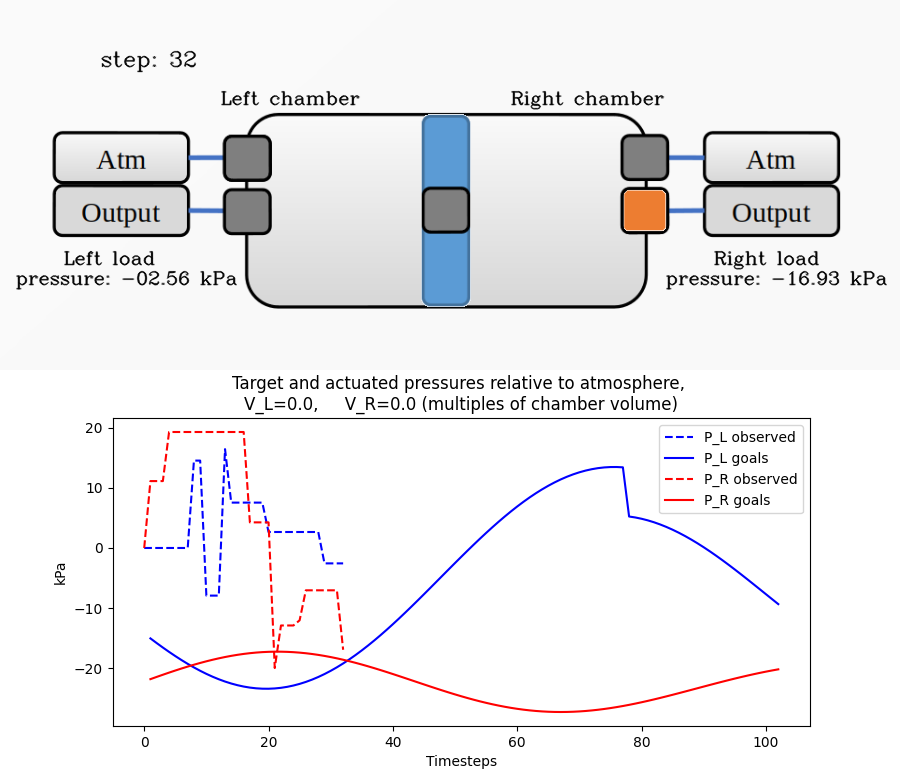 step: 32
Left chamber
Right chamber
Atm
Atm
Output
Output
Left load
pressure: -02.56 kPa
Right load
pressure: -16.93 kPa
Target and actuated pressures relative to atmosphere,
V_L=0.0, V_R=0.0 (multiples of chamber volume)
20
10
0
−10
−20
kPa
P_L observed
P_L goals
P_R observed
P_R goals
0 20 40 60 80 100
Timesteps